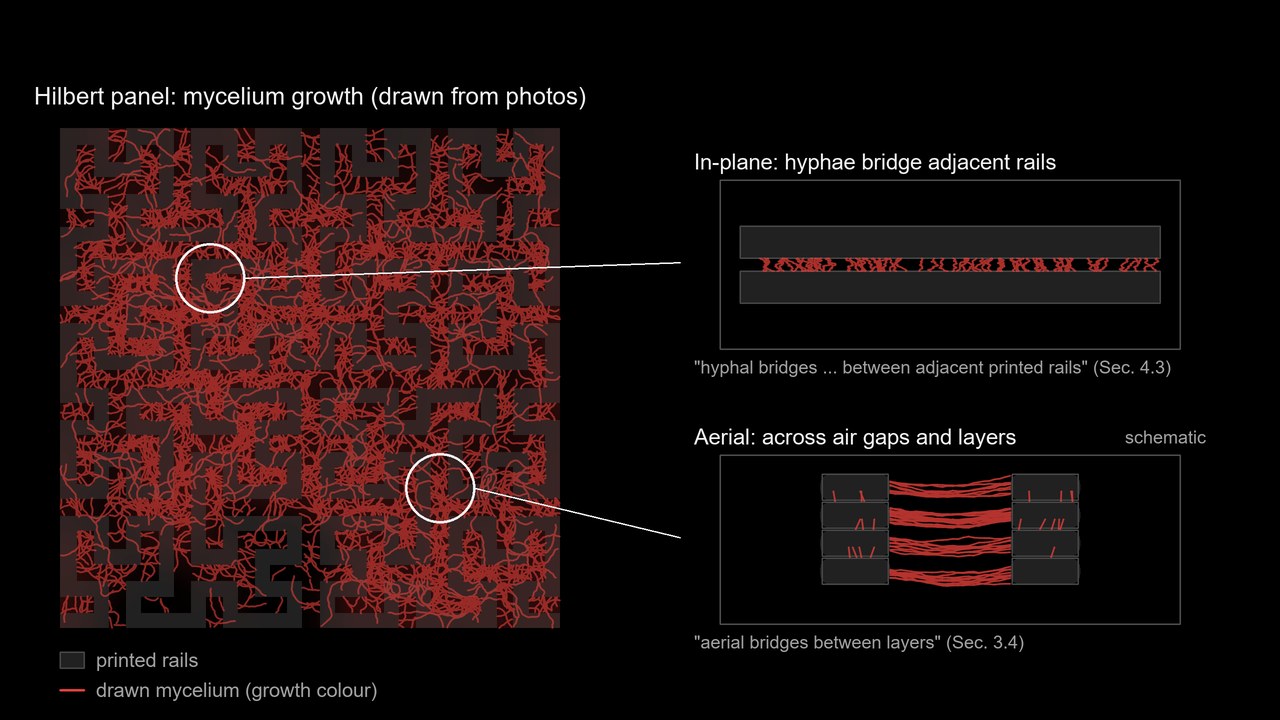 Hilbert panel: mycelium growth (drawn from photos)
In-plane: hyphae bridge adjacent rails
"hyphal bridges ... between adjacent printed rails" (Sec. 4.3)
Aerial: across air gaps and layers
schematic
"aerial bridges between layers" (Sec. 3.4)
printed rails
drawn mycelium (growth colour)